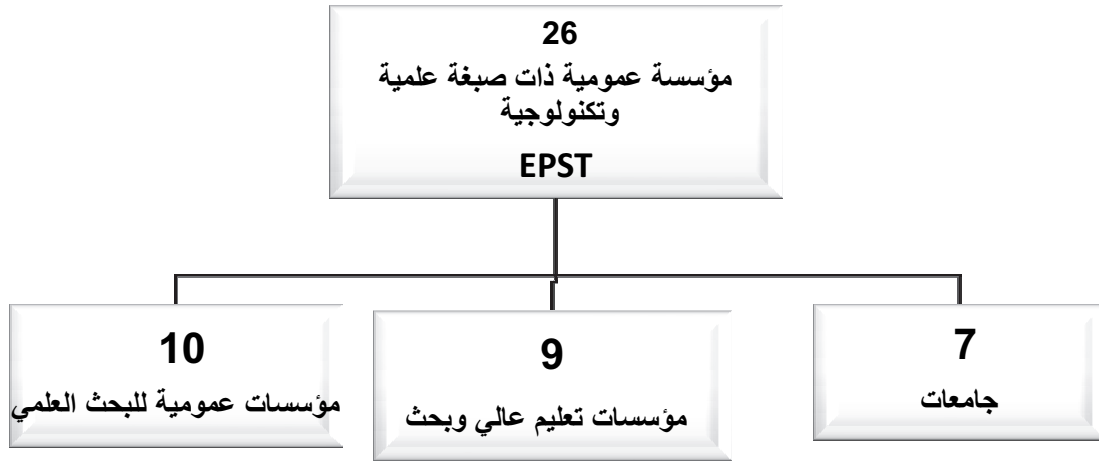 26
مؤسسة عمومية ذات صبغة علمية
وتكنولوجية
EPST
7
جامعات
9
مؤسسات تعليم عالي وبحث
10
مؤسسات عمومية للبحث العلمي